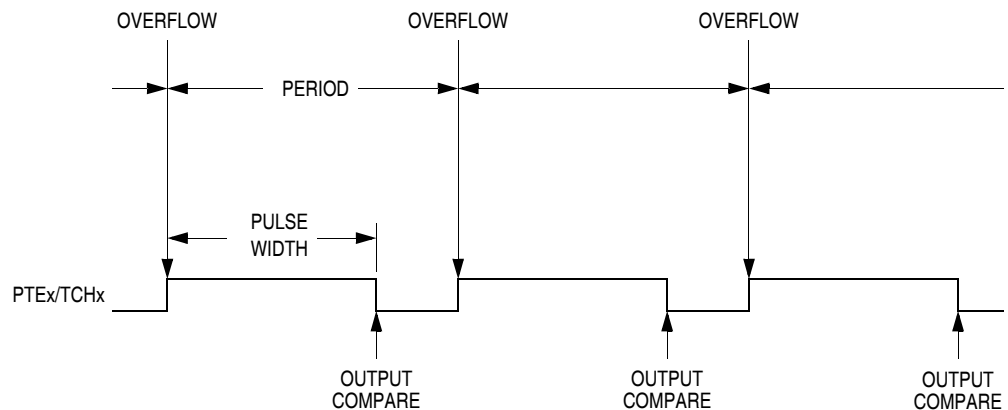 OVERFLOW OVERFLOW OVERFLOW
PERIOD
PULSE
WIDTH
PTEx/TCHx
OUTPUT
COMPARE
OUTPUT
COMPARE
OUTPUT
COMPARE